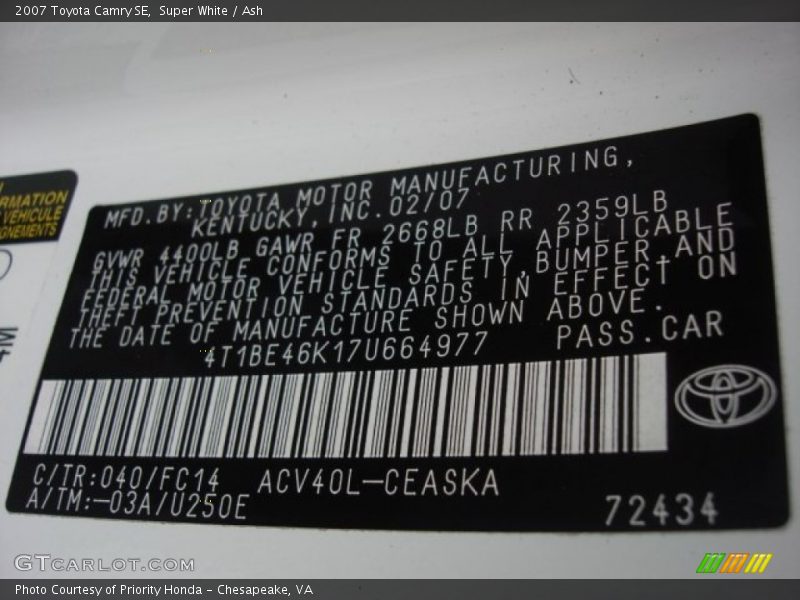 2007 Toyota Camry SE,  Super White / Ash
RMATION
VEHICLE
4M
MFD.BY:TOYOTA MOTOR MANUFACTURING,
KENTUCKY,INC.02/07
GVWR 4400LB GAWR FR 2668LB RR 2359LB
THIS VEHICLE CONFORMS TO ALL APPLICABLE
FEDERAL MOTOR VEHICLE SAFETY,BUMPER,AND
THEFT PREVENTION STANDARDS IN EFFECT ON
THE DATE OF MANUFACTURE SHOWN ABOVE.
4T1BE46K17U664977 PASS.CAR
C/TR:040/FC14 ACV40L-CEASKA
A/TM:-03A/U250E 72434
GTCARLOT.COM
Photo Courtesy of Priority Honda - Chesapeake, VA